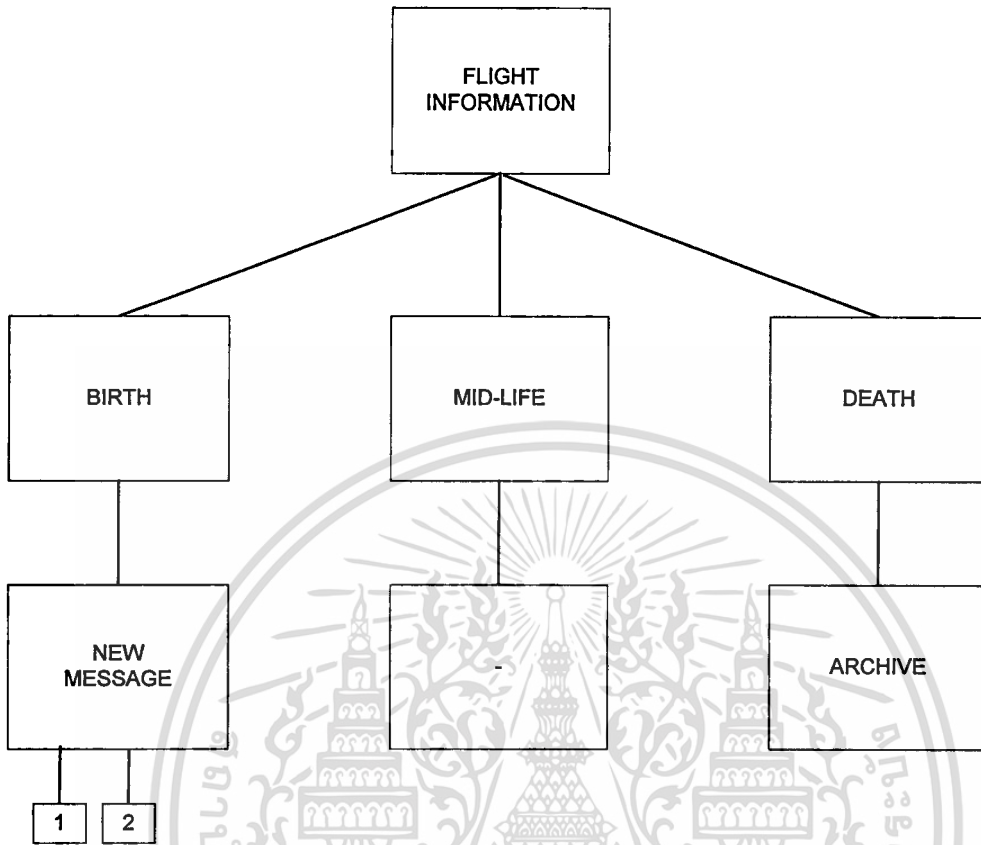 FLIGHT
INFORMATION
BIRTH
MID-LIFE
DEATH
NEW
MESSAGE
-
ARCHIVE
1
2